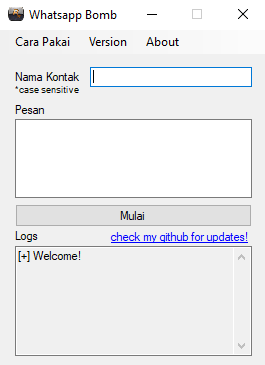 Whatsapp Bomb
Cara Pakai Version About
Nama Kontak
*case sensitive
Pesan
Mulai
Logs check my github for updates!
[+] Welcome!